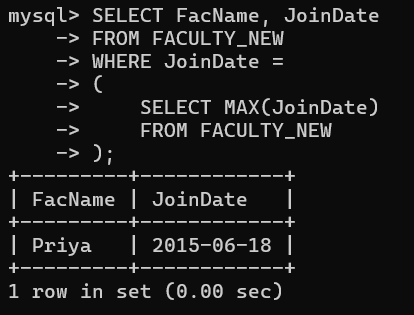 mysql> SELECT FacName, JoinDate
    -> FROM FACULTY_NEW
    -> WHERE JoinDate =
    -> (
    ->     SELECT MAX(JoinDate)
    ->     FROM FACULTY_NEW
    -> );
+---------+------------+
| FacName | JoinDate   |
+---------+------------+
| Priya   | 2015-06-18 |
+---------+------------+
1 row in set (0.00 sec)